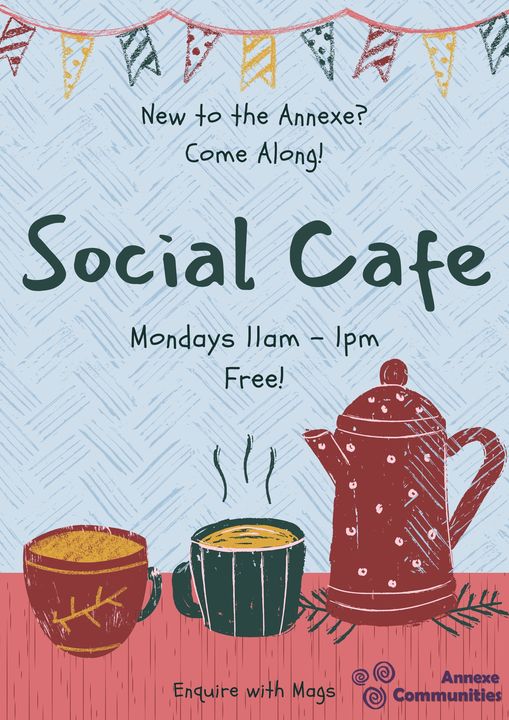 New to the Annexe?
Come Along!
Social Cafe
Mondays 11am - 1pm
Free!
Enquire with Mags
Annexe
Communities